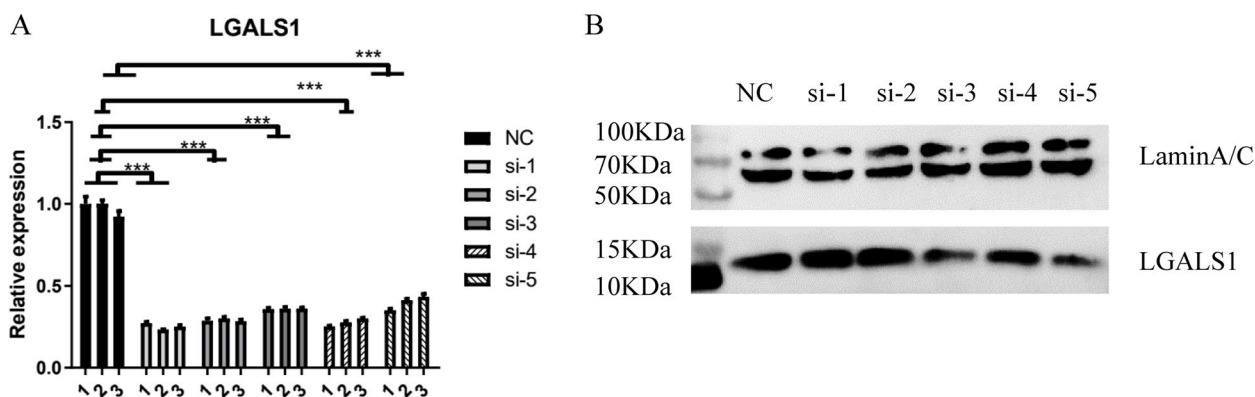 A
LGALS1
***
***
***
***
***
Relative expression
1.5
1.0
0.5
0.0
1 2 3 1 2 3 1 2 3 1 2 3 1 2 3 1 2 3
NC
si-1
si-2
si-3
si-4
si-5
B
NC si-1 si-2 si-3 si-4 si-5
100KDa
70KDa
50KDa
LaminA/C
15KDa
10KDa
LGALS1